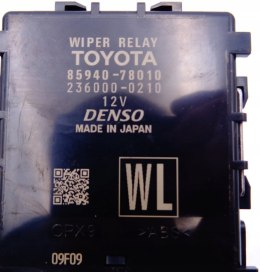 WIPER RELAY
TOYOTA
85940-78010
236000-0210
12V
DENSO
MADE IN JAPAN
WL
09F09